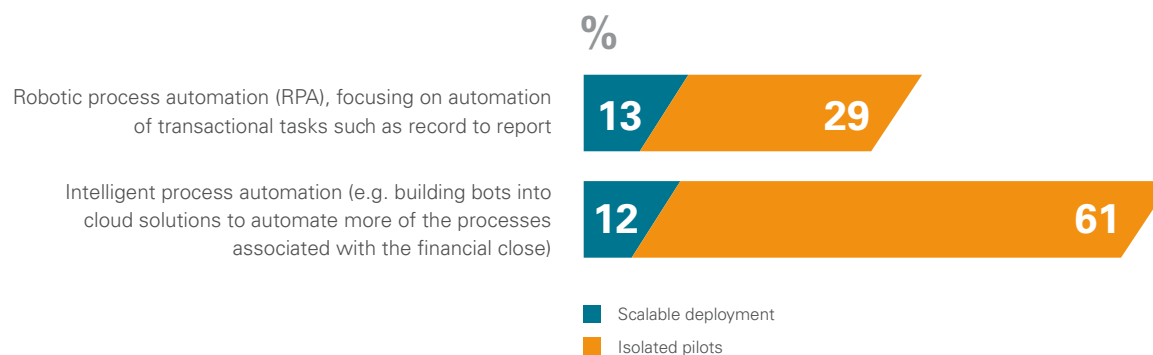 %
Robotic process automation (RPA), focusing on automation
of transactional tasks such as record to report
13
29
Intelligent process automation (e.g. building bots into
cloud solutions to automate more of the processes
associated with the financial close)
12
61
Scalable deployment
Isolated pilots